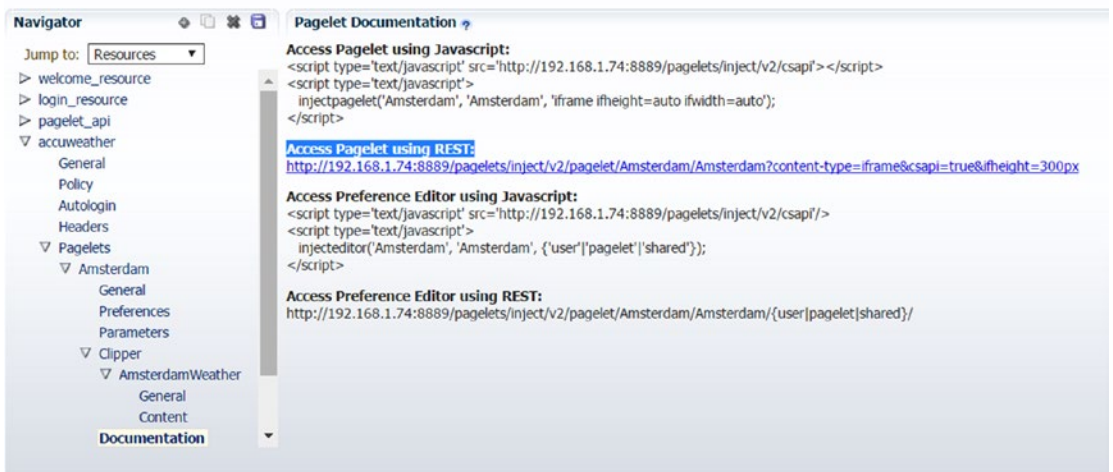 Navigator
Jump to: Resources
welcome_resource
login_resource
pagelet_api
accuweather
General
Policy
Autologin
Headers
Pagelets
Amsterdam
General
Preferences
Parameters
Clipper
AmsterdamWeather
General
Content
Documentation
Pagelet Documentation
Access Pagelet using Javascript:
<script type='text/javascript' src='http://192.168.1.74:8889/pagelets/inject/v2/csapi'></script>
<script type='text/javascript'>
injectpagelet('Amsterdam', 'Amsterdam', 'iframe ifheight=auto ifwidth=auto');
</script>
Access Pagelet using REST:
http://192.168.1.74:8889/pagelets/inject/v2/pagelet/Amsterdam/Amsterdam?content-type=iframe&csapi=true&ifheight=300px
Access Preference Editor using Javascript:
<script type='text/javascript' src='http://192.168.1.74:8889/pagelets/inject/v2/csapi'/>
<script type='text/javascript'>
injecteditor('Amsterdam', 'Amsterdam', {'user'|'pagelet'|'shared'});
</script>
Access Preference Editor using REST:
http://192.168.1.74:8889/pagelets/inject/v2/pagelet/Amsterdam/Amsterdam/{user|pagelet|shared}/